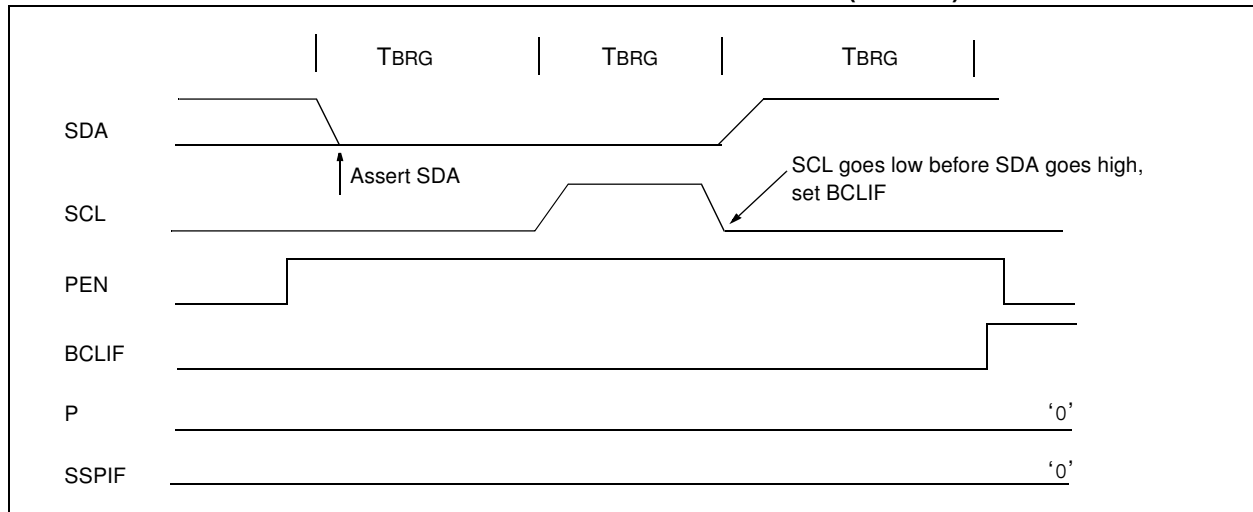 TBRG TBRG TBRG
SDA
Assert SDA
SCL goes low before SDA goes high,
set BCLIF
SCL
PEN
BCLIF
P
‘0’
SSPIF
‘0’